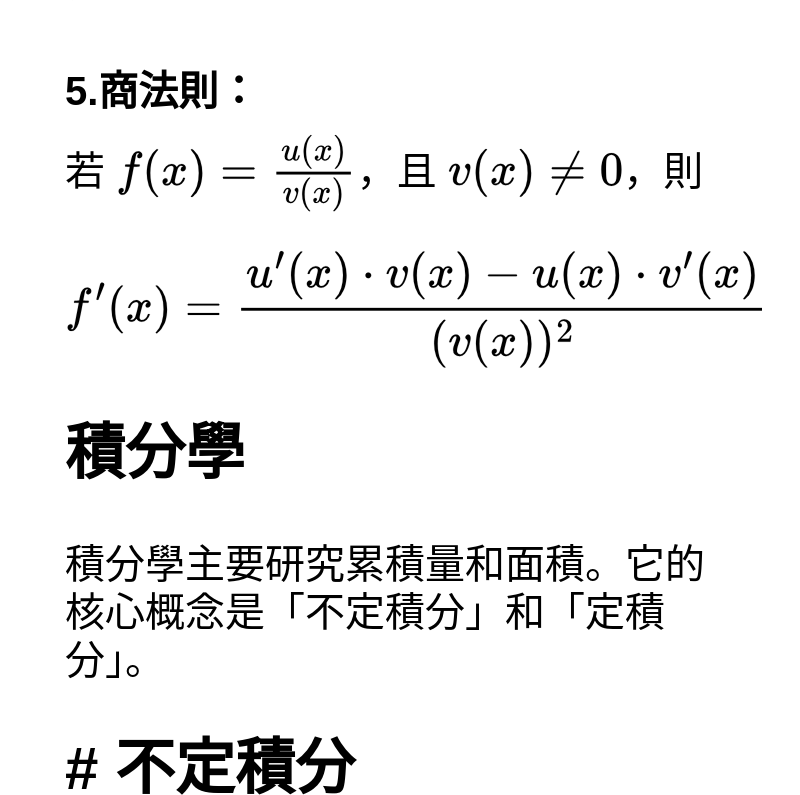 5.商法則：
若 $f(x) = \frac{u(x)}{v(x)}$，且 $v(x) \neq 0$，則
$f'(x) = \frac{u'(x) \cdot v(x) - u(x) \cdot v'(x)}{(v(x))^2}$
積分學
積分學主要研究累積量和面積。它的
核心概念是「不定積分」和「定積
分」。
# 不定積分